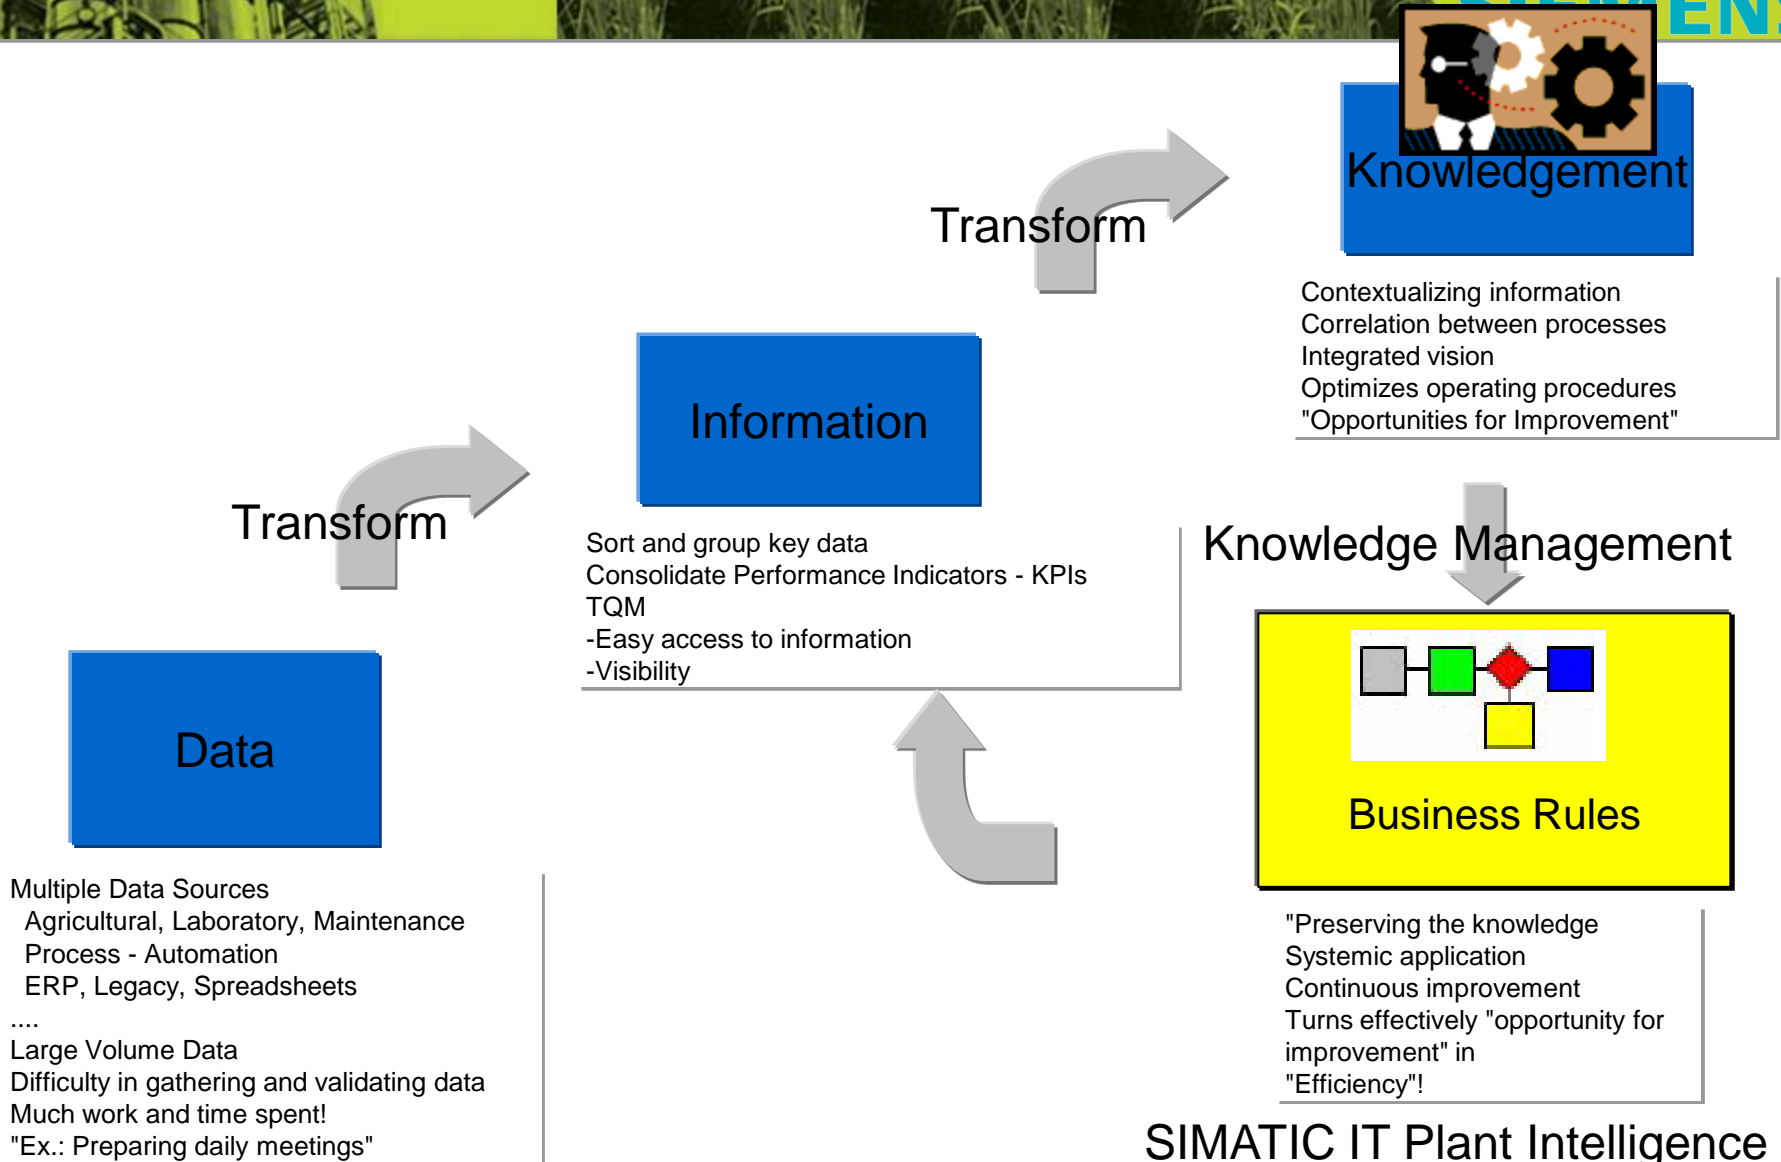 SIEMENS
Knowledgement
Transform
Contextualizing information
Correlation between processes
Integrated vision
Optimizes operating procedures
"Opportunities for Improvement"
Information
Transform
Sort and group key data
Consolidate Performance Indicators - KPIs
TQM
-Easy access to information
-Visibility
Knowledge Management
Data
Business Rules
Multiple Data Sources
Agricultural, Laboratory, Maintenance
Process - Automation
ERP, Legacy, Spreadsheets
....
Large Volume Data
Difficulty in gathering and validating data
Much work and time spent!
"Ex.: Preparing daily meetings"
"Preserving the knowledge
Systemic application
Continuous improvement
Turns effectively "opportunity for
improvement" in
"Efficiency"!
SIMATIC IT Plant Intelligence